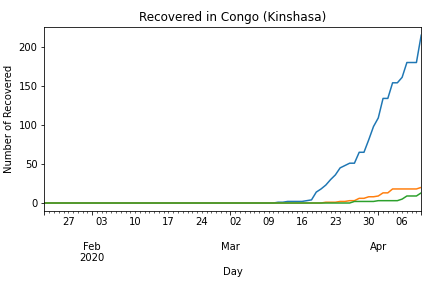 Recovered in Congo (Kinshasa)
Number of Recovered
200
150
100
50
0
27 03 10 17 24 02 09 16 23 30 06
Feb Mar Apr
2020
Day